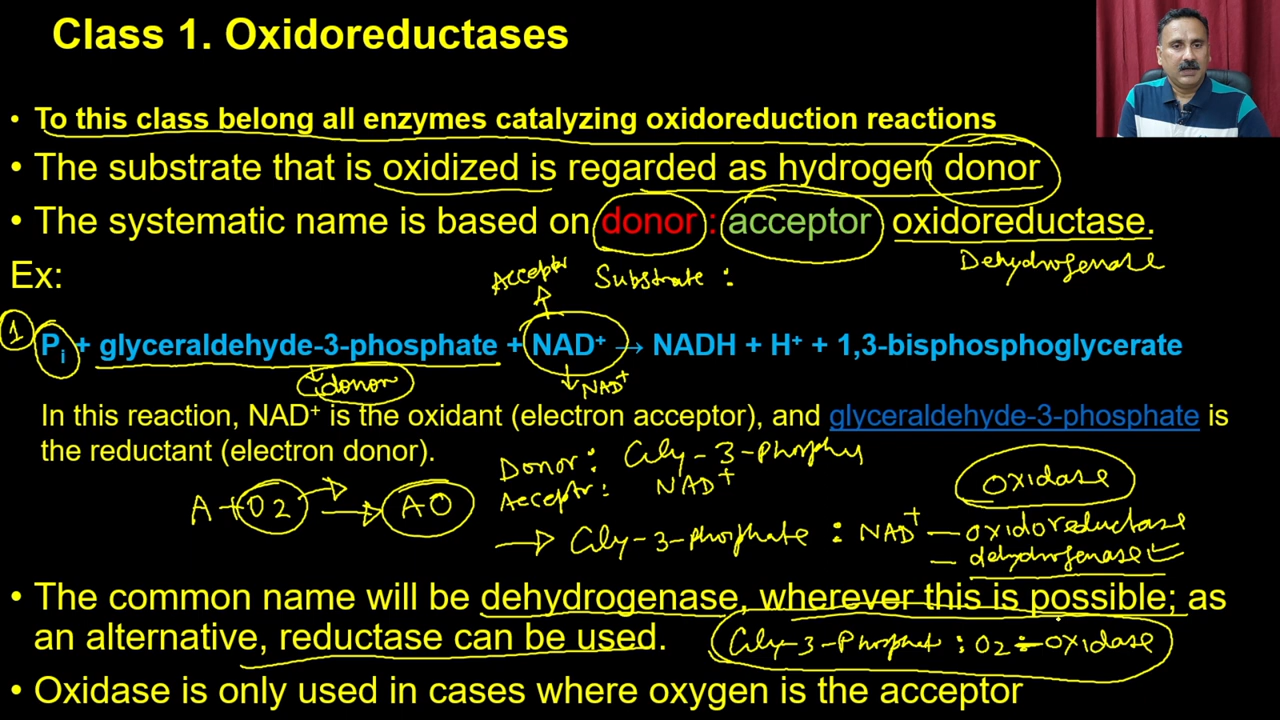 Class 1. Oxidoreductases
• To this class belong all enzymes catalyzing oxidoreduction reactions
• The substrate that is oxidized is regarded as hydrogen donor
• The systematic name is based on donor : acceptor oxidoreductase.
Dehydrogenase
Ex:
Acceptor Substrate :
1
Pi + glyceraldehyde-3-phosphate + NAD⁺ → NADH + H⁺ + 1,3-bisphosphoglycerate
donor
NAD⁺
In this reaction, NAD⁺ is the oxidant (electron acceptor), and glyceraldehyde-3-phosphate is
the reductant (electron donor).
Donor : Gly-3-Phosphy
Acceptr: NAD⁺
oxidase
A + O2 → AO
→ Gly-3-phosphate : NAD⁺ — oxidoreductase
— dehydrogenase
• The common name will be dehydrogenase, wherever this is possible; as
an alternative, reductase can be used.
Gly-3-Phosphat : O2 - oxidase
• Oxidase is only used in cases where oxygen is the acceptor